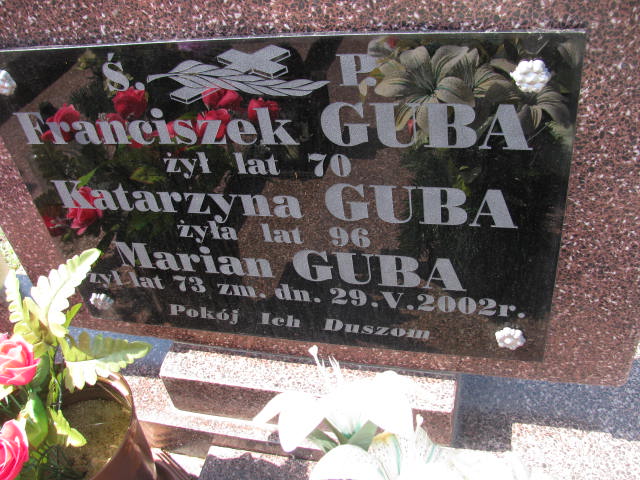 Ś. P.
Franciszek GUBA
żył lat 70
Katarzyna GUBA
żyła lat 96
Marian GUBA
żył lat 73 zm. dn. 29.V.2002r.
Pokój Ich Duszom